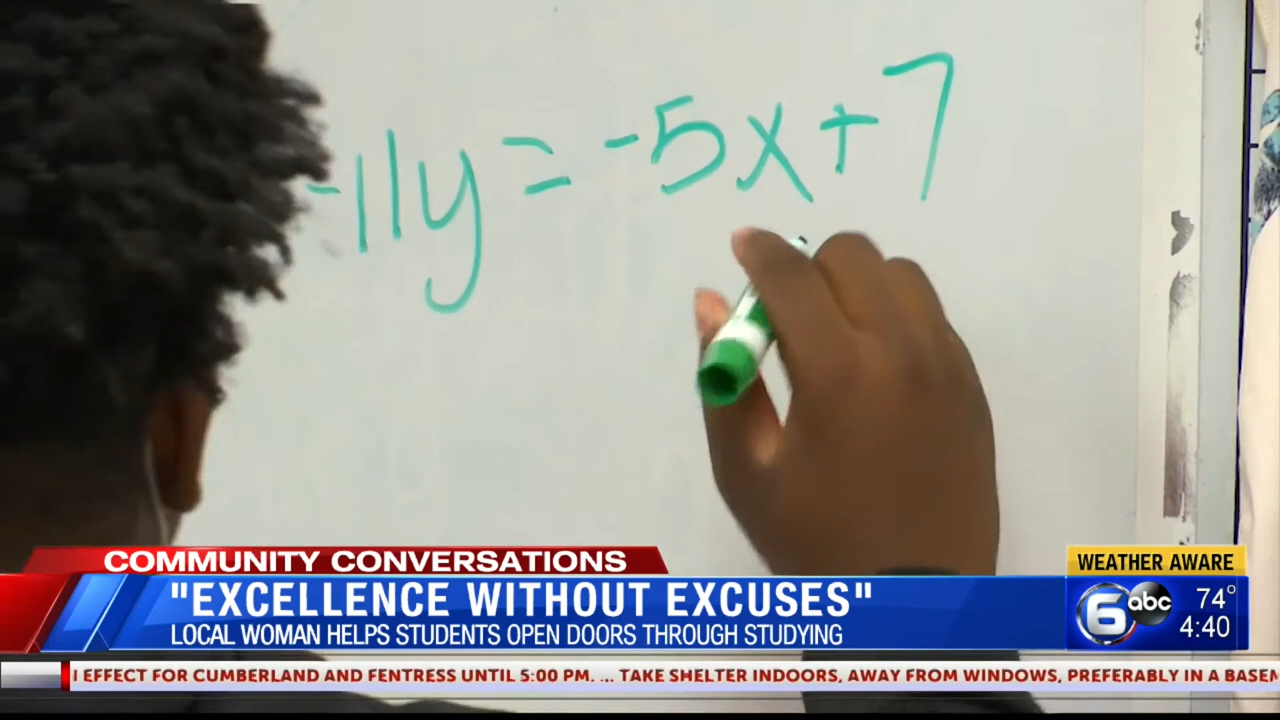 -11y = -5x+7
COMMUNITY CONVERSATIONS
"EXCELLENCE WITHOUT EXCUSES"
LOCAL WOMAN HELPS STUDENTS OPEN DOORS THROUGH STUDYING
WEATHER AWARE
6 abc 74°
4:40
EFFECT FOR CUMBERLAND AND FENTRESS UNTIL 5:00 PM. ... TAKE SHELTER INDOORS, AWAY FROM WINDOWS, PREFERABLY IN A